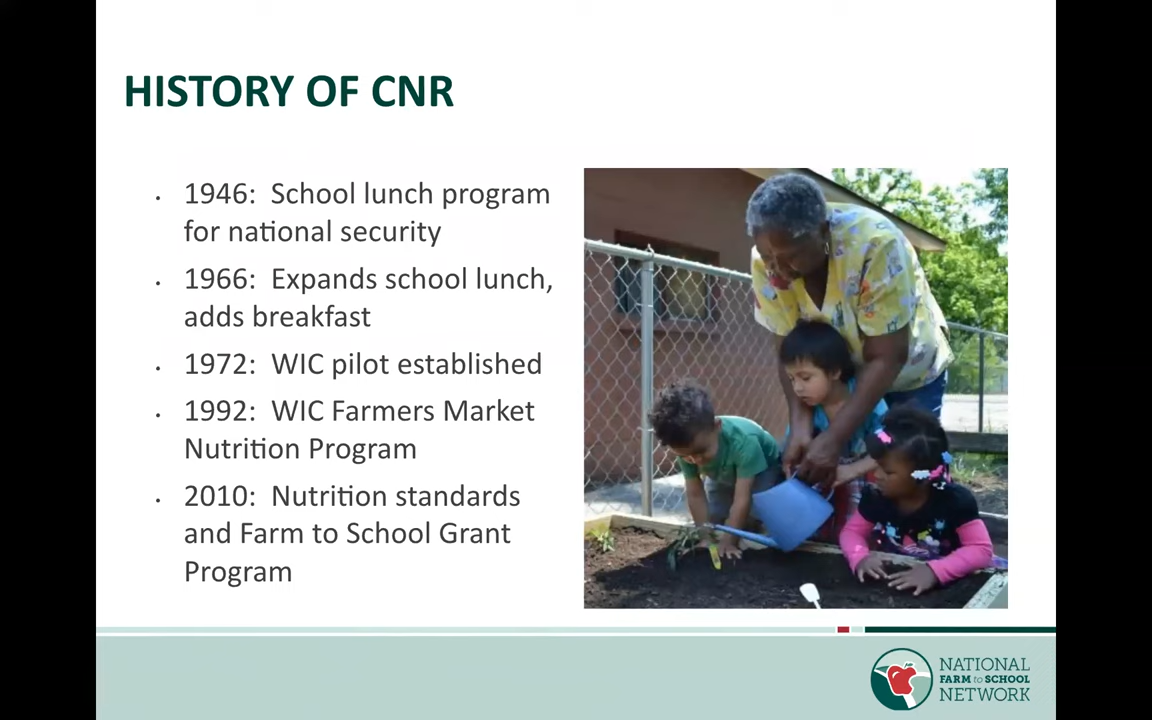 HISTORY OF CNR
• 1946: School lunch program
for national security
• 1966: Expands school lunch,
adds breakfast
• 1972: WIC pilot established
• 1992: WIC Farmers Market
Nutrition Program
• 2010: Nutrition standards
and Farm to School Grant
Program
NATIONAL
FARM to SCHOOL
NETWORK